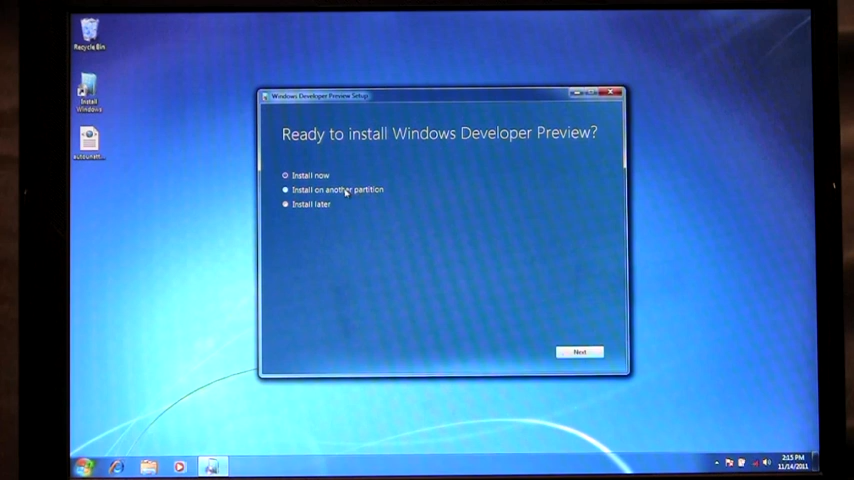 Recycle Bin
Install
Windows
autounatt...
Windows Developer Preview Setup
Ready to install Windows Developer Preview?
Install now
Install on another partition
Install later
Next
2:15 PM
11/14/2011